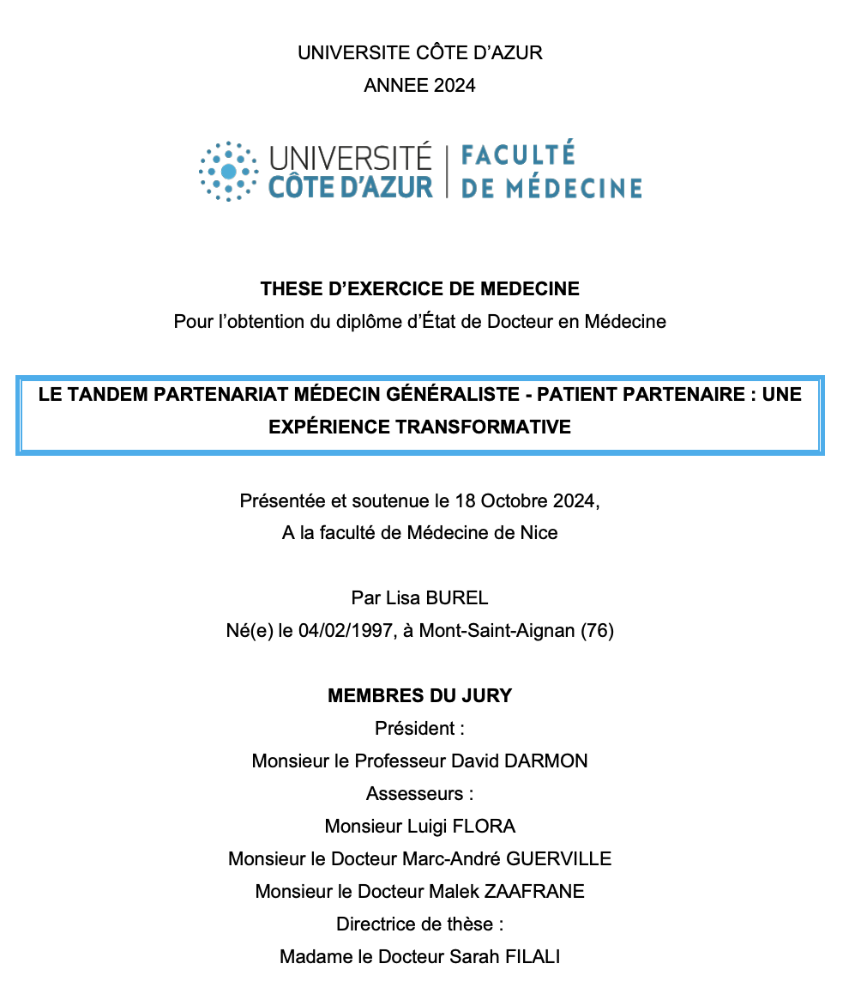 UNIVERSITE CÔTE D’AZUR
ANNEE 2024
UNIVERSITÉ
CÔTE D’AZUR
FACULTÉ
DE MÉDECINE
THESE D’EXERCICE DE MEDECINE
Pour l’obtention du diplôme d’État de Docteur en Médecine
LE TANDEM PARTENARIAT MÉDECIN GÉNÉRALISTE - PATIENT PARTENAIRE : UNE
EXPÉRIENCE TRANSFORMATIVE
Présentée et soutenue le 18 Octobre 2024,
A la faculté de Médecine de Nice
Par Lisa BUREL
Né(e) le 04/02/1997, à Mont-Saint-Aignan (76)
MEMBRES DU JURY
Président :
Monsieur le Professeur David DARMON
Assesseurs :
Monsieur Luigi FLORA
Monsieur le Docteur Marc-André GUERVILLE
Monsieur le Docteur Malek ZAAFRANE
Directrice de thèse :
Madame le Docteur Sarah FILALI